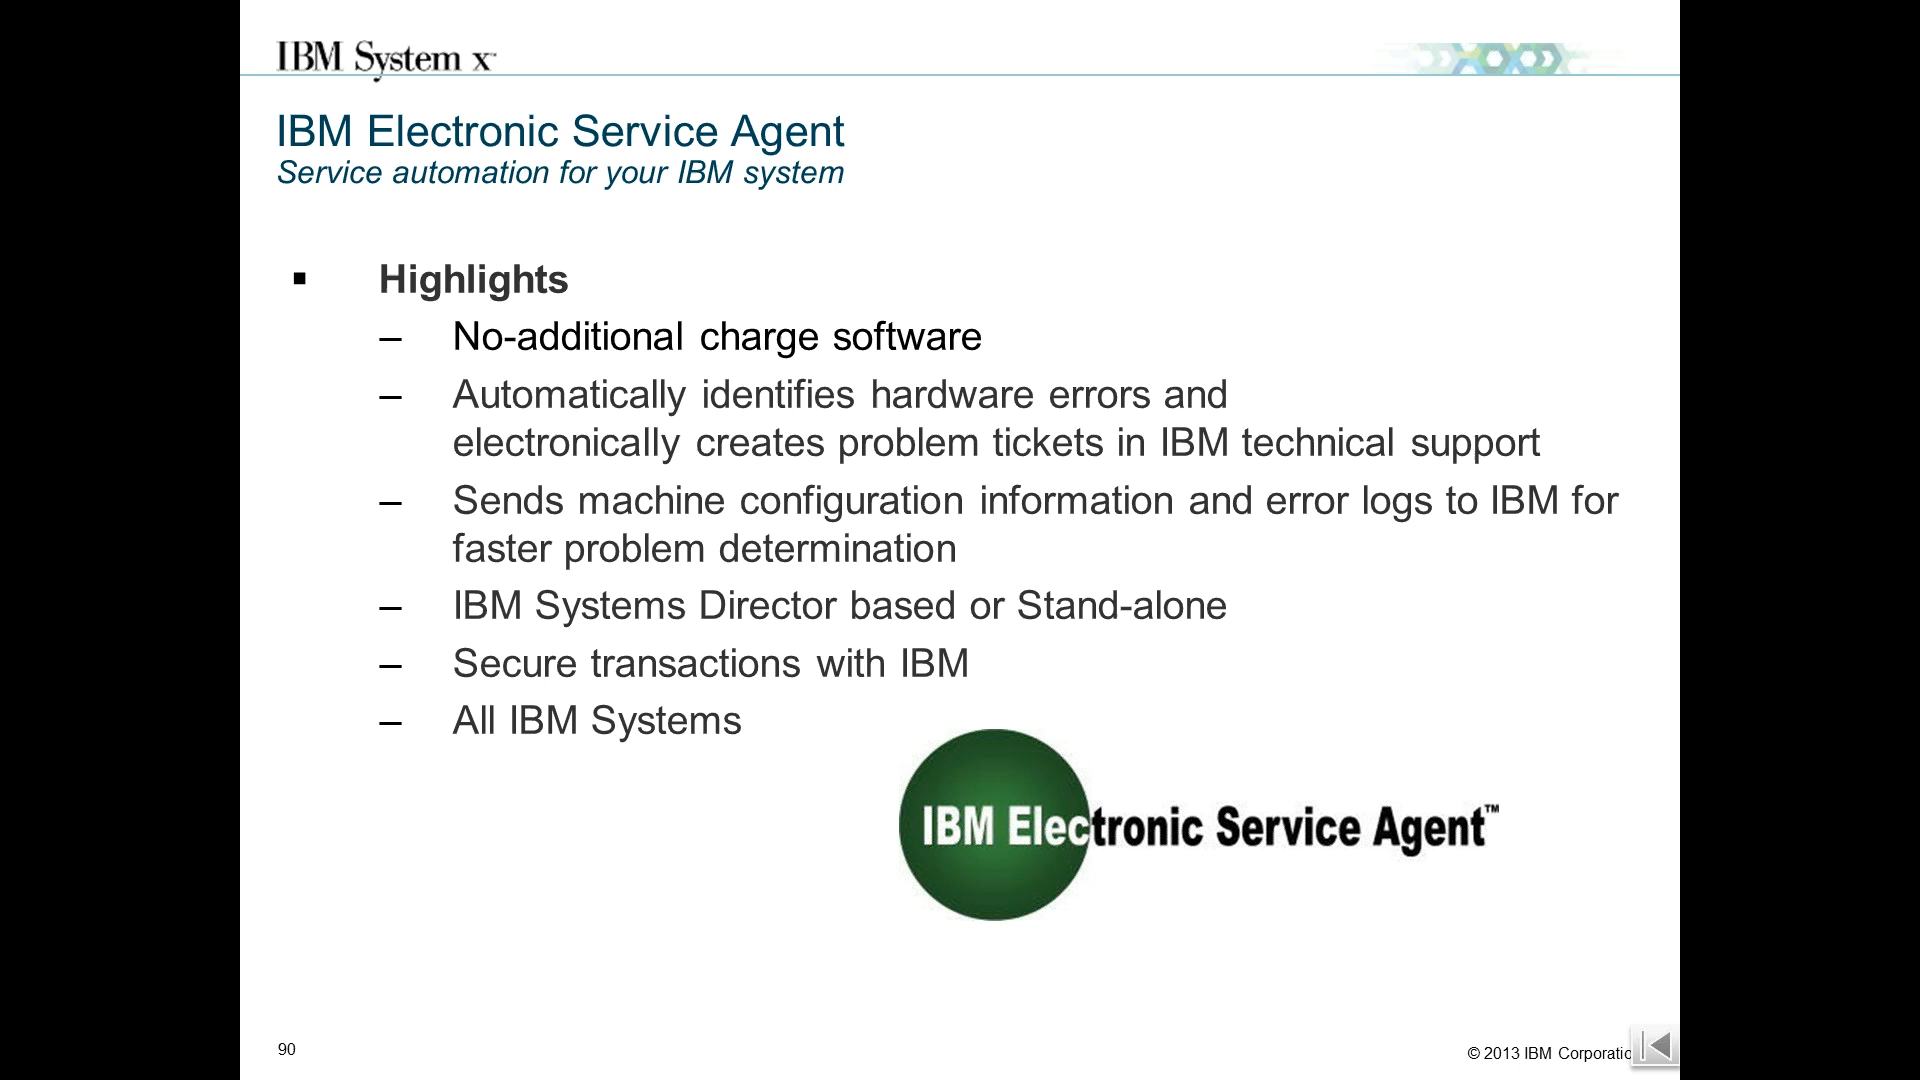 IBM System x
IBM Electronic Service Agent
Service automation for your IBM system
▪ Highlights
– No-additional charge software
– Automatically identifies hardware errors and
electronically creates problem tickets in IBM technical support
– Sends machine configuration information and error logs to IBM for
faster problem determination
– IBM Systems Director based or Stand-alone
– Secure transactions with IBM
– All IBM Systems
IBM Electronic Service Agent™
90
© 2013 IBM Corporatio